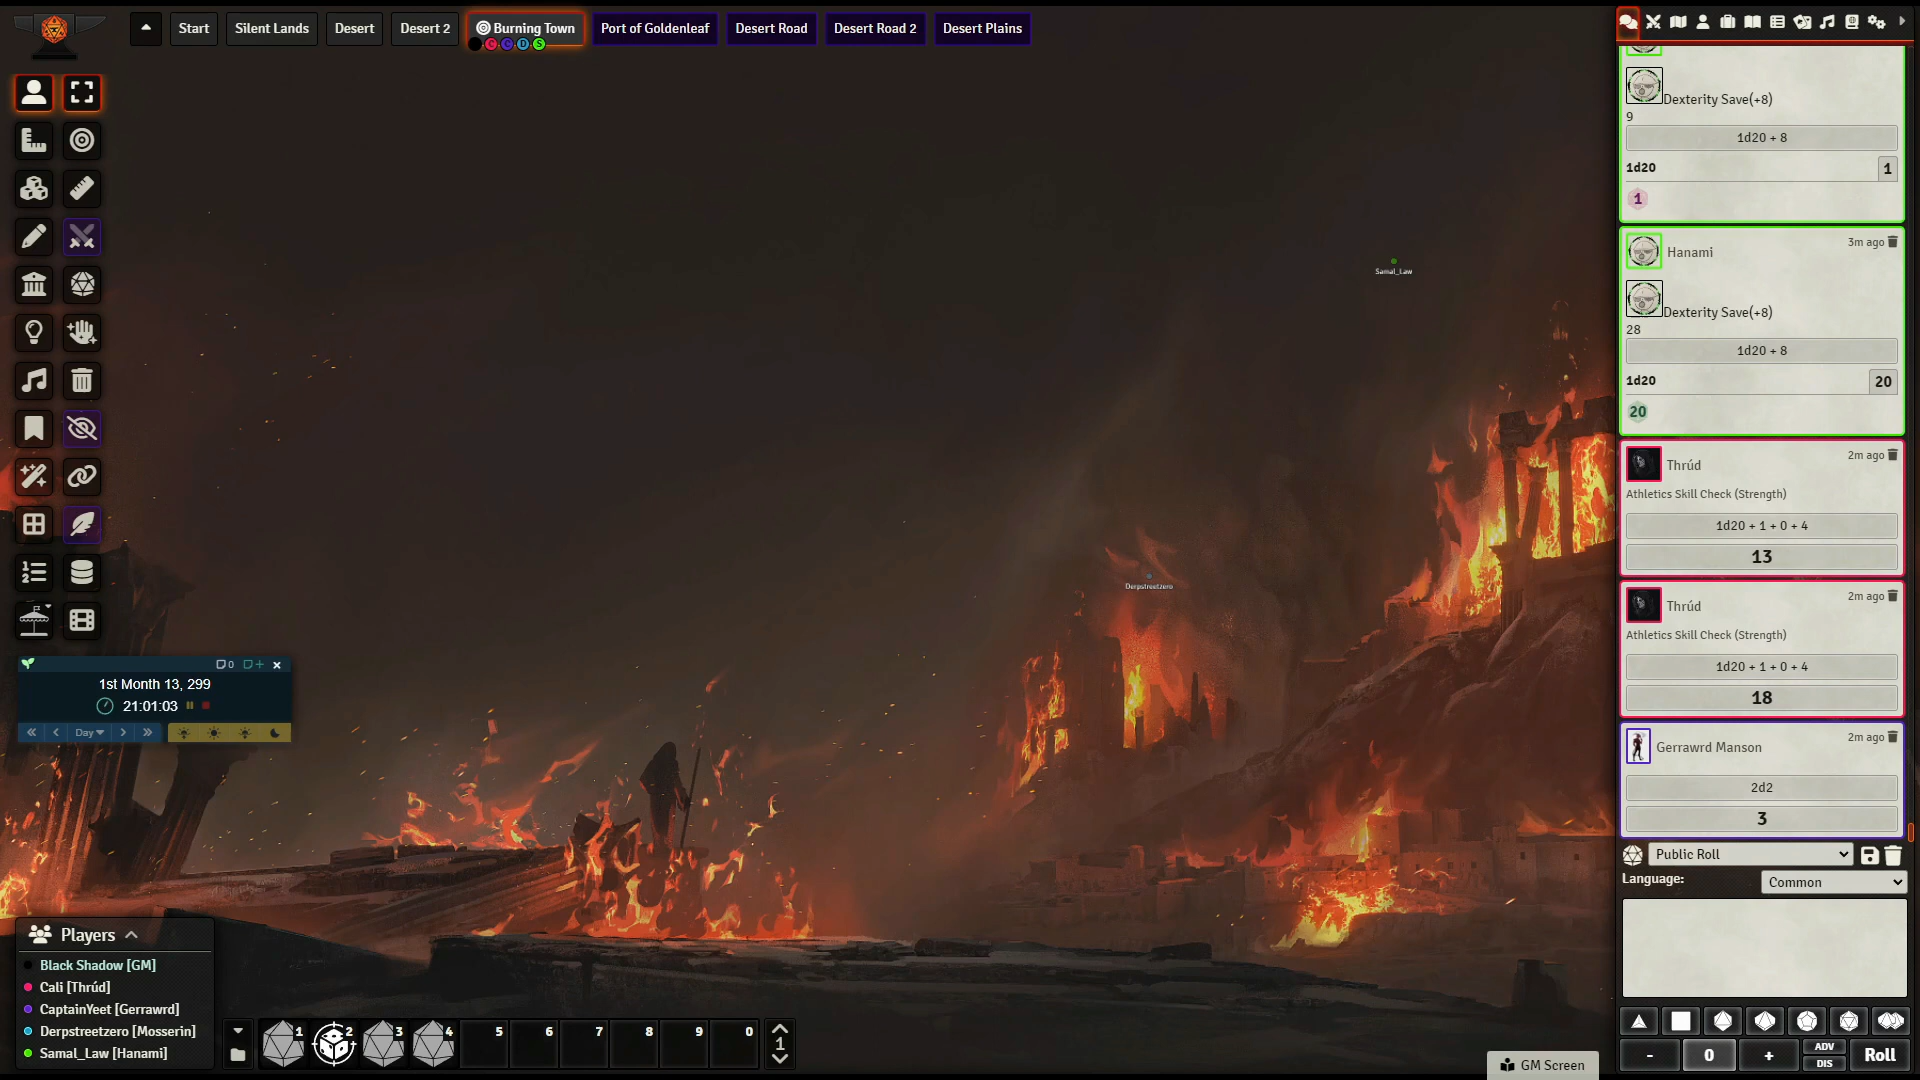 Start
Silent Lands
Desert
Desert 2
Burning Town
C
C
D
S
Port of Goldenleaf
Desert Road
Desert Road 2
Desert Plains
Dexterity Save(+8)
9
1d20 + 8
1d20
1
1
Hanami
3m ago
Dexterity Save(+8)
28
1d20 + 8
1d20
20
20
Samal_Law
Thrúd
2m ago
Athletics Skill Check (Strength)
1d20 + 1 + 0 + 4
13
Derpstreetzero
Thrúd
2m ago
Athletics Skill Check (Strength)
1d20 + 1 + 0 + 4
18
0
1st Month 13, 299
21:01:03
Day
Gerrawrd Manson
2m ago
2d2
3
Public Roll
Language:
Common
Players
Black Shadow [GM]
Cali [Thrúd]
CaptainYeet [Gerrawrd]
Derpstreetzero [Mosserin]
Samal_Law [Hanami]
1
2
3
4
5
6
7
8
9
0
1
GM Screen
-
0
+
ADV
DIS
Roll